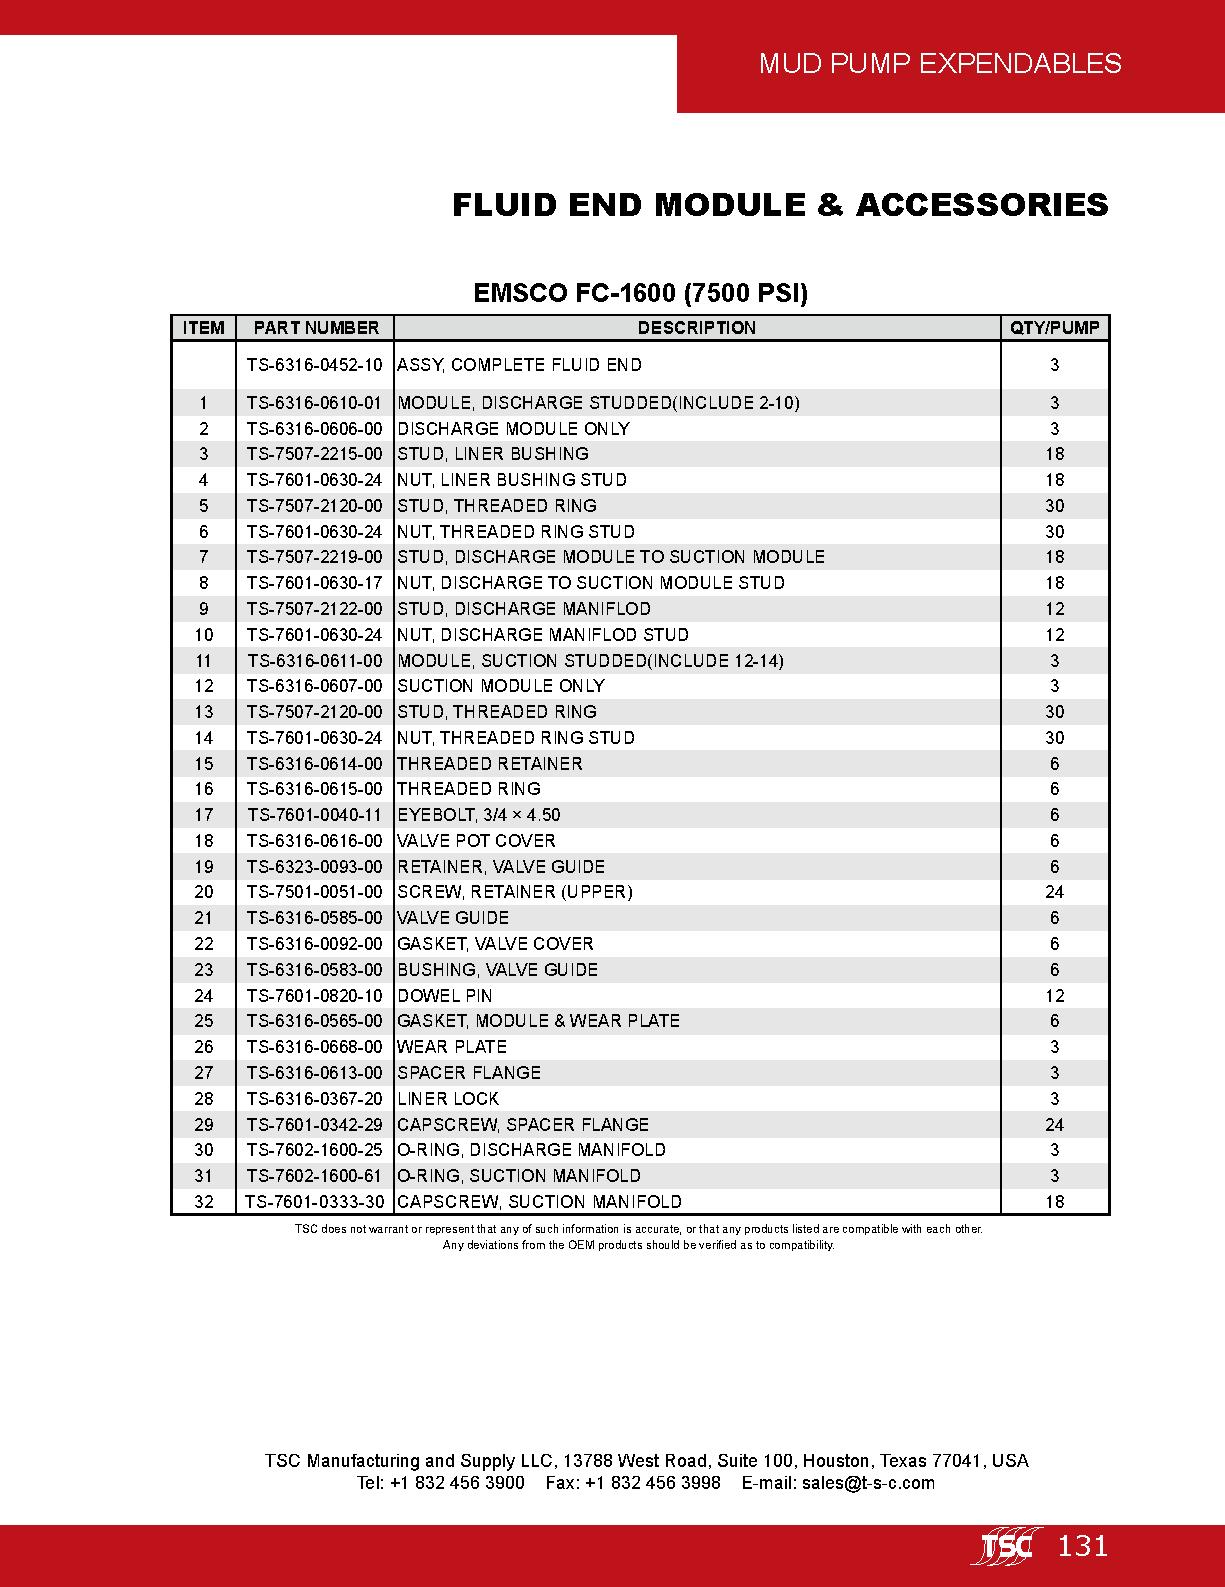 MUD PUMP EXPENDABLES
FLUID END MODULE & ACCESSORIES
EMSCO FC-1600 (7500 PSI)
ITEM PART NUMBER DESCRIPTION QTY/PUMP
TS-6316-0452-10 ASSY, COMPLETE FLUID END 3
1 TS-6316-0610-01 MODULE, DISCHARGE STUDDED(INCLUDE 2-10) 3
2 TS-6316-0606-00 DISCHARGE MODULE ONLY 3
3 TS-7507-2215-00 STUD, LINER BUSHING 18
4 TS-7601-0630-24 NUT, LINER BUSHING STUD 18
5 TS-7507-2120-00 STUD, THREADED RING 30
6 TS-7601-0630-24 NUT, THREADED RING STUD 30
7 TS-7507-2219-00 STUD, DISCHARGE MODULE TO SUCTION MODULE 18
8 TS-7601-0630-17 NUT, DISCHARGE TO SUCTION MODULE STUD 18
9 TS-7507-2122-00 STUD, DISCHARGE MANIFLOD 12
10 TS-7601-0630-24 NUT, DISCHARGE MANIFLOD STUD 12
11 TS-6316-0611-00 MODULE, SUCTION STUDDED(INCLUDE 12-14) 3
12 TS-6316-0607-00 SUCTION MODULE ONLY 3
13 TS-7507-2120-00 STUD, THREADED RING 30
14 TS-7601-0630-24 NUT, THREADED RING STUD 30
15 TS-6316-0614-00 THREADED RETAINER 6
16 TS-6316-0615-00 THREADED RING 6
17 TS-7601-0040-11 EYEBOLT, 3/4 × 4.50 6
18 TS-6316-0616-00 VALVE POT COVER 6
19 TS-6323-0093-00 RETAINER, VALVE GUIDE 6
20 TS-7501-0051-00 SCREW, RETAINER (UPPER) 24
21 TS-6316-0585-00 VALVE GUIDE 6
22 TS-6316-0092-00 GASKET, VALVE COVER 6
23 TS-6316-0583-00 BUSHING, VALVE GUIDE 6
24 TS-7601-0820-10 DOWEL PIN 12
25 TS-6316-0565-00 GASKET, MODULE & WEAR PLATE 6
26 TS-6316-0668-00 WEAR PLATE 3
27 TS-6316-0613-00 SPACER FLANGE 3
28 TS-6316-0367-20 LINER LOCK 3
29 TS-7601-0342-29 CAPSCREW, SPACER FLANGE 24
30 TS-7602-1600-25 O-RING, DISCHARGE MANIFOLD 3
31 TS-7602-1600-61 O-RING, SUCTION MANIFOLD 3
32 TS-7601-0333-30 CAPSCREW, SUCTION MANIFOLD 18
TSC does not warrant or represent that any of such information is accurate, or that any products listed are compatible with each other.
Any deviations from the OEM products should be verified as to compatibility.
TSC Manufacturing and Supply LLC, 13788 West Road, Suite 100, Houston, Texas 77041, USA
Tel: +1 832 456 3900 Fax: +1 832 456 3998 E-mail: sales@t-s-c.com
TSC 131